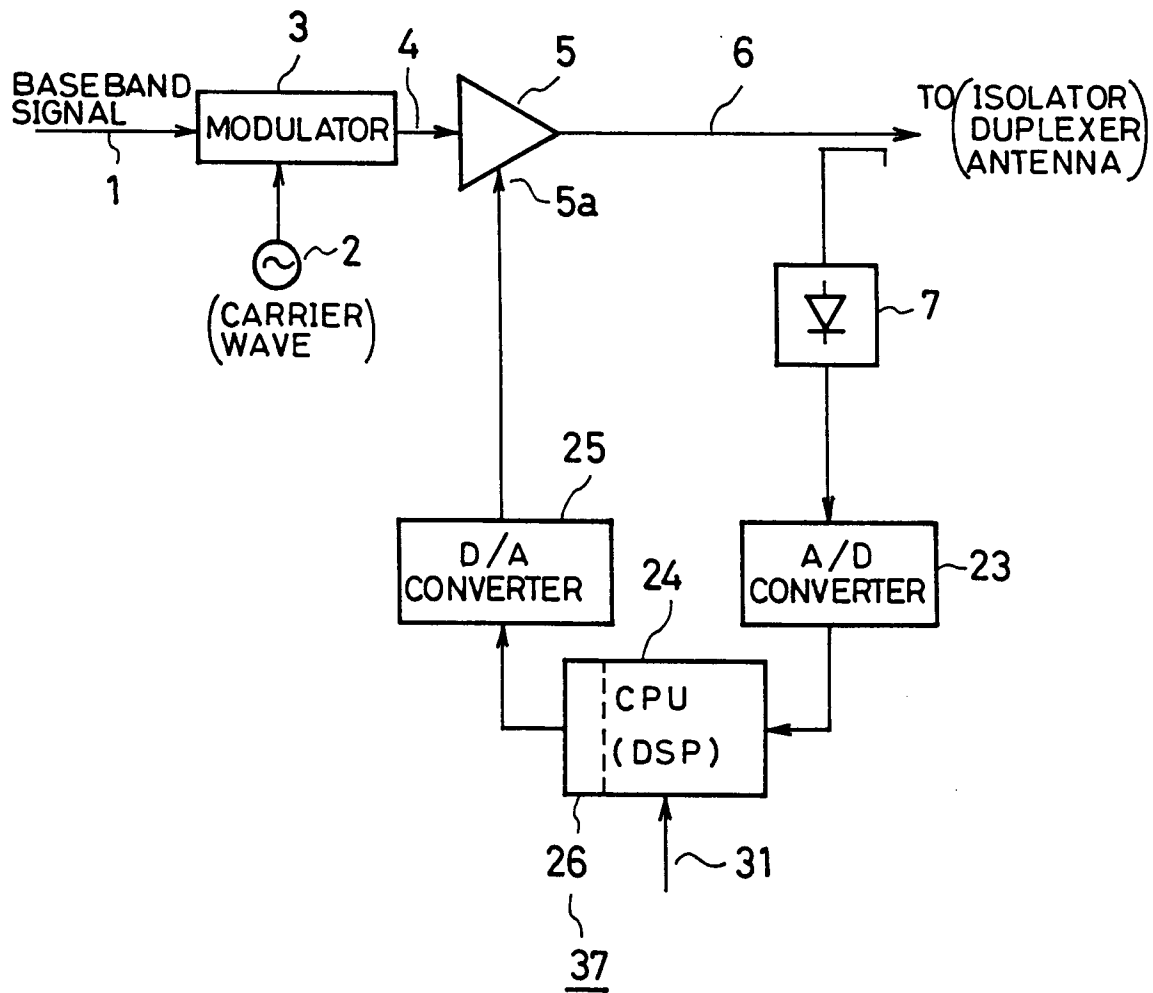 3
4
5
6
BASEBAND
SIGNAL
MODULATOR
TO (ISOLATOR
DUPLEXER
ANTENNA)
1
5a
2
(CARRIER
WAVE)
7
25
D/A
CONVERTER
24
A/D
CONVERTER
23
CPU
(DSP)
26
31
37